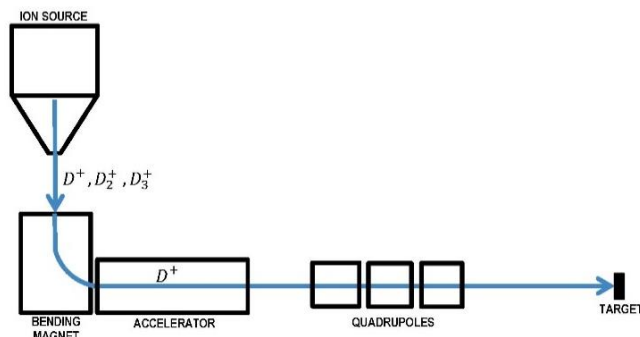 ION SOURCE
D⁺, D₂⁺, D₃⁺
D⁺
BENDING
MAGNET
ACCELERATOR
QUADRUPOLES
TARGET